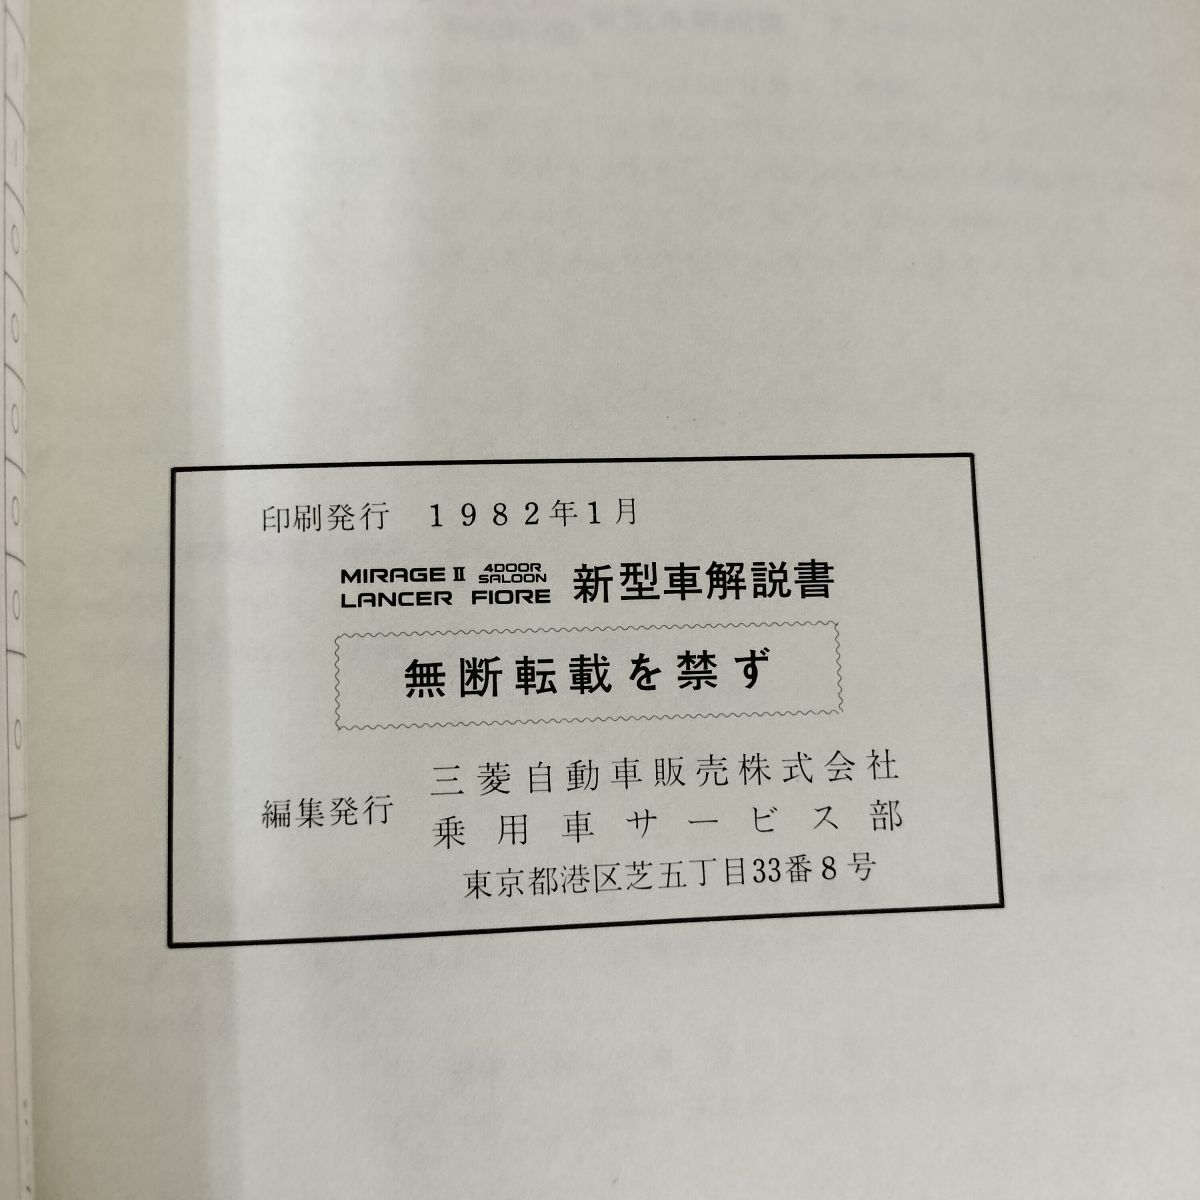 印刷発行 1982年1月
MIRAGE II 4DOOR SALOON
LANCER FIORE 新型車解説書
無断転載を禁ず
編集発行 三菱自動車販売株式会社
乗用車サービス部
東京都港区芝五丁目33番8号